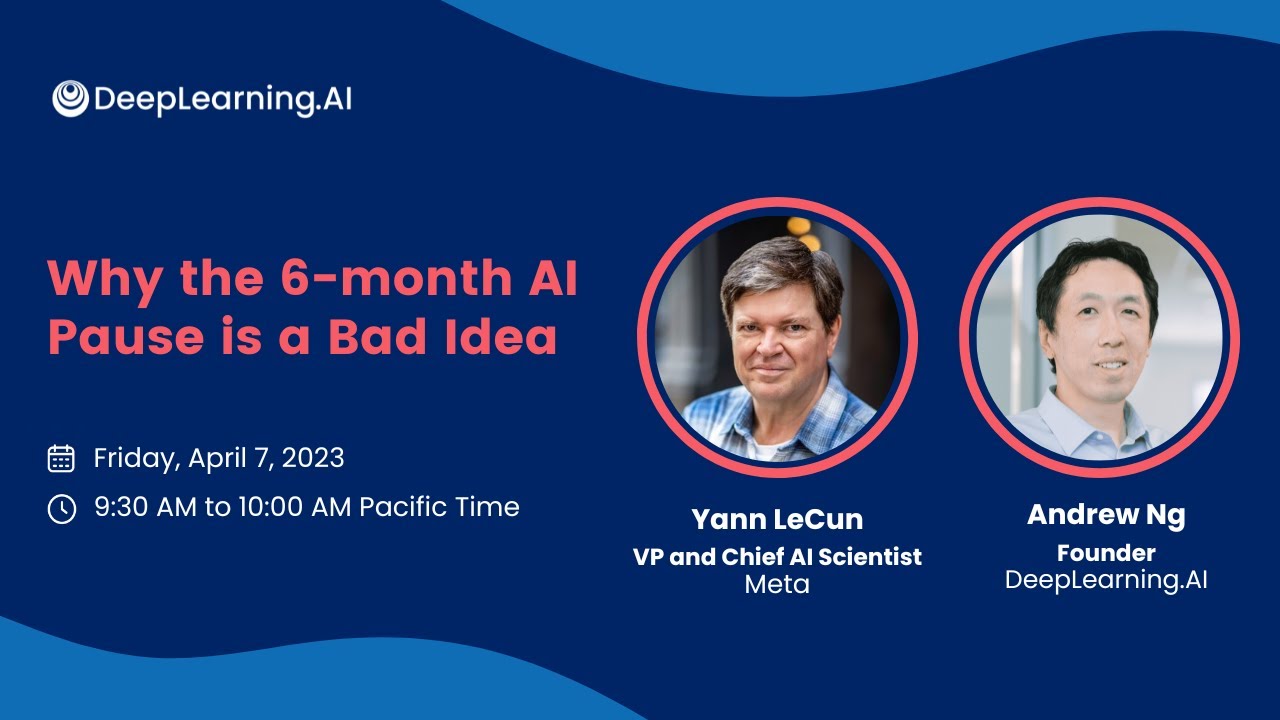 DeepLearning.AI
Why the 6-month AI
Pause is a Bad Idea
Friday, April 7, 2023
9:30 AM to 10:00 AM Pacific Time
Yann LeCun
VP and Chief AI Scientist
Meta
Andrew Ng
Founder
DeepLearning.AI